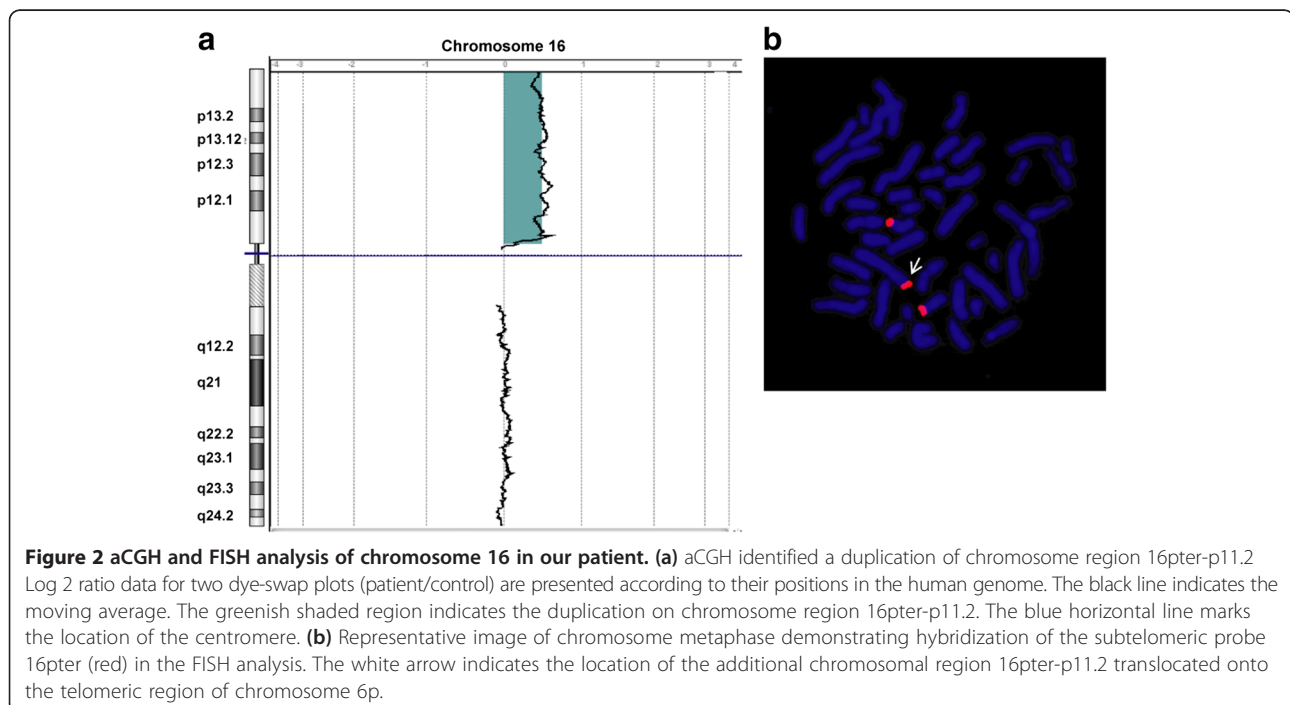 a
b
Chromosome 16
-4 -3 -2 -1 0 1 2 3 4
p13.2
p13.12
p12.3
p12.1
q12.2
q21
q22.2
q23.1
q23.3
q24.2
Figure 2 aCGH and FISH analysis of chromosome 16 in our patient. (a) aCGH identified a duplication of chromosome region 16pter-p11.2
Log 2 ratio data for two dye-swap plots (patient/control) are presented according to their positions in the human genome. The black line indicates the
moving average. The greenish shaded region indicates the duplication on chromosome region 16pter-p11.2. The blue horizontal line marks
the location of the centromere. (b) Representative image of chromosome metaphase demonstrating hybridization of the subtelomeric probe
16pter (red) in the FISH analysis. The white arrow indicates the location of the additional chromosomal region 16pter-p11.2 translocated onto
the telomeric region of chromosome 6p.